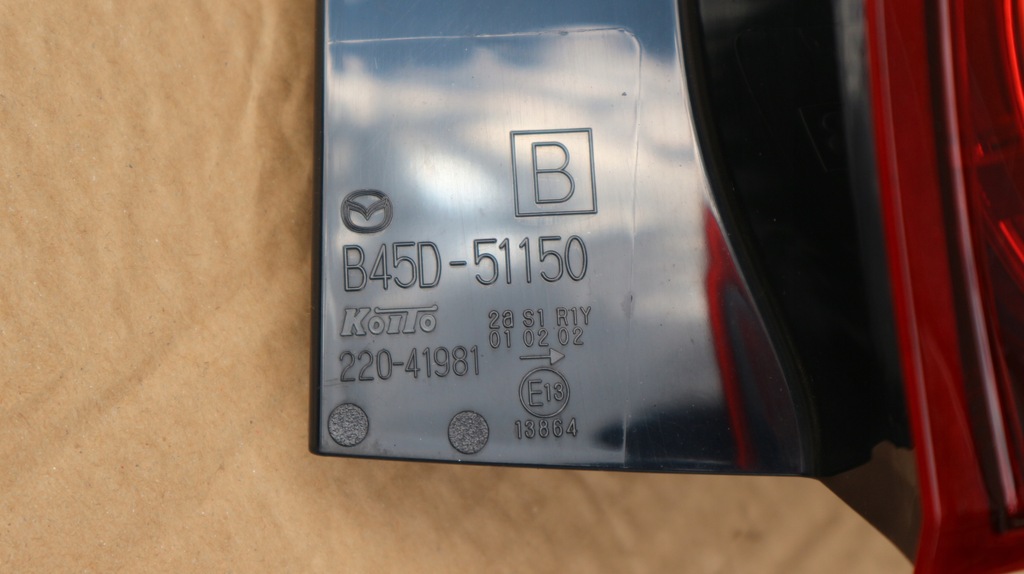 B
B45D-51150
KOITO
220-41981
2a S1 R1Y
01 02 02
E13
13864